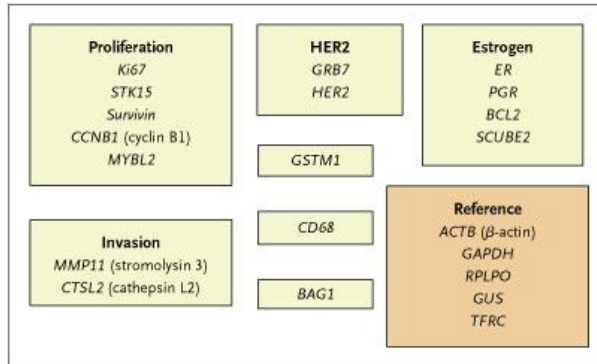 Proliferation
Ki67
STK15
Survivin
CCNB1 (cyclin B1)
MYBL2
HER2
GRB7
HER2
Estrogen
ER
PGR
BCL2
SCUBE2
GSTM1
Invasion
MMP11 (stromolysin 3)
CTSL2 (cathepsin L2)
CD68
BAG1
Reference
ACTB (β-actin)
GAPDH
RPLPO
GUS
TFRC